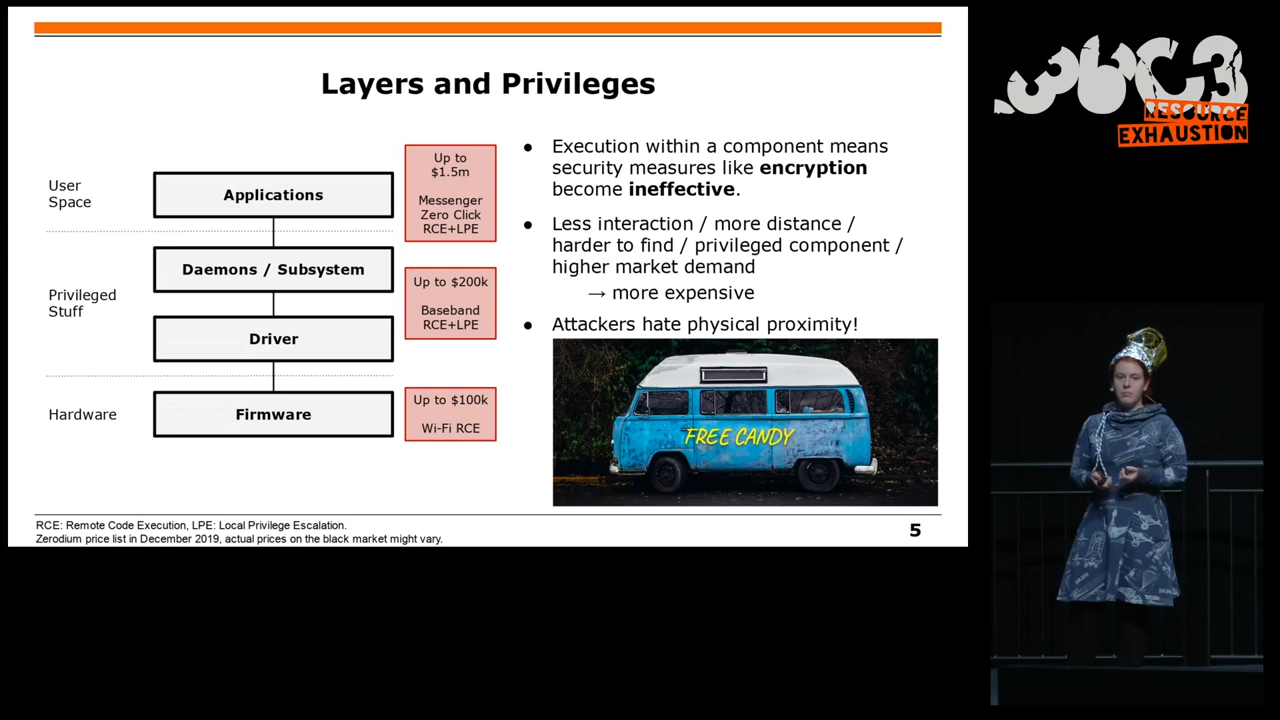 Layers and Privileges
User
Space
Applications
Daemons / Subsystem
Privileged
Stuff
Driver
Hardware
Firmware
Up to
$1.5m
Messenger
Zero Click
RCE+LPE
Up to $200k
Baseband
RCE+LPE
Up to $100k
Wi-Fi RCE
● Execution within a component means
security measures like encryption
become ineffective.
● Less interaction / more distance /
harder to find / privileged component /
higher market demand
→ more expensive
● Attackers hate physical proximity!
FREE CANDY
RCE: Remote Code Execution, LPE: Local Privilege Escalation.
Zerodium price list in December 2019, actual prices on the black market might vary.
5
36C3
RESOURCE
EXHAUSTION